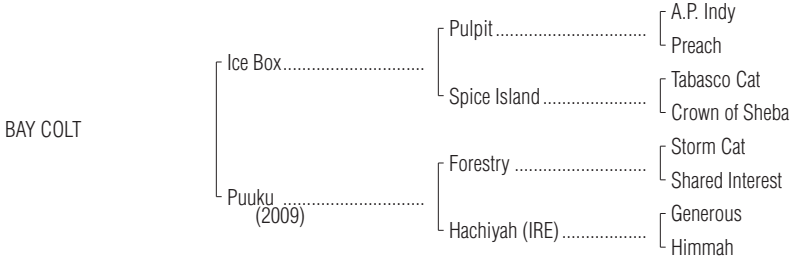 A.P. Indy
Pulpit
Preach
Ice Box
Tabasco Cat
Spice Island
Crown of Sheba
BAY COLT
Storm Cat
Forestry
Shared Interest
Puuku
(2009)
Generous
Hachiyah (IRE)
Himmah